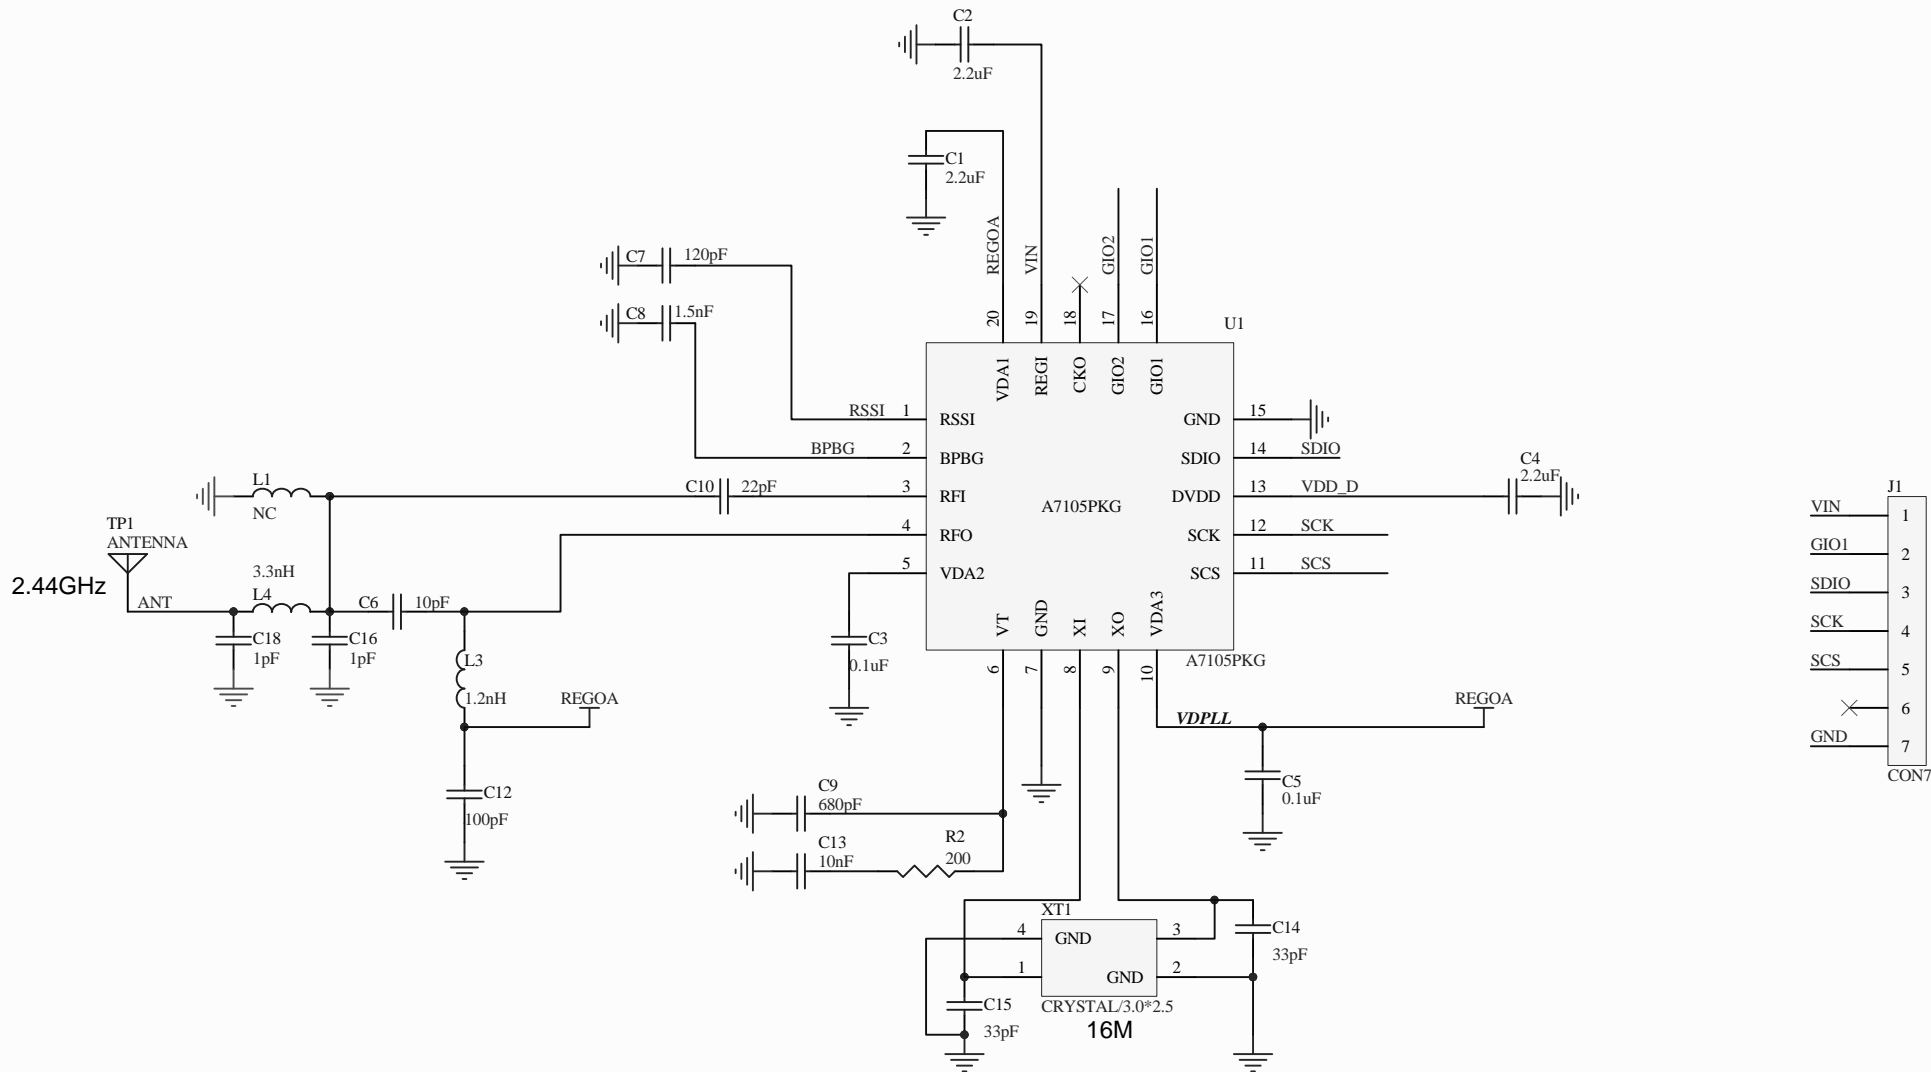 C2
2.2uF
C1
2.2uF
REGOA
VIN
GIO2
GIO1
C7
120pF
C8
1.5nF
20
19
18
17
16
U1
VDA1
REGI
CKO
GIO2
GIO1
RSSI
1
RSSI
GND
15
BPBG
2
BPBG
SDIO
14
SDIO
C4
2.2uF
L1
NC
C10
22pF
3
RFI
DVDD
13
VDD_D
A7105PKG
4
RFO
SCK
12
SCK
5
VDA2
SCS
11
SCS
J1
VIN
1
GIO1
2
SDIO
3
SCK
4
SCS
5
6
GND
7
CON7
TP1
ANTENNA
2.44GHz
ANT
3.3nH
L4
C6
10pF
C18
1pF
C16
1pF
L3
1.2nH
REGOA
C12
100pF
C3
0.1uF
VT
GND
XI
XO
VDA3
6
7
8
9
10
A7105PKG
VDPLL
REGOA
C5
0.1uF
C9
680pF
C13
10nF
R2
200
XT1
4
GND
3
1
GND
2
CRYSTAL/3.0*2.5
16M
C14
33pF
C15
33pF